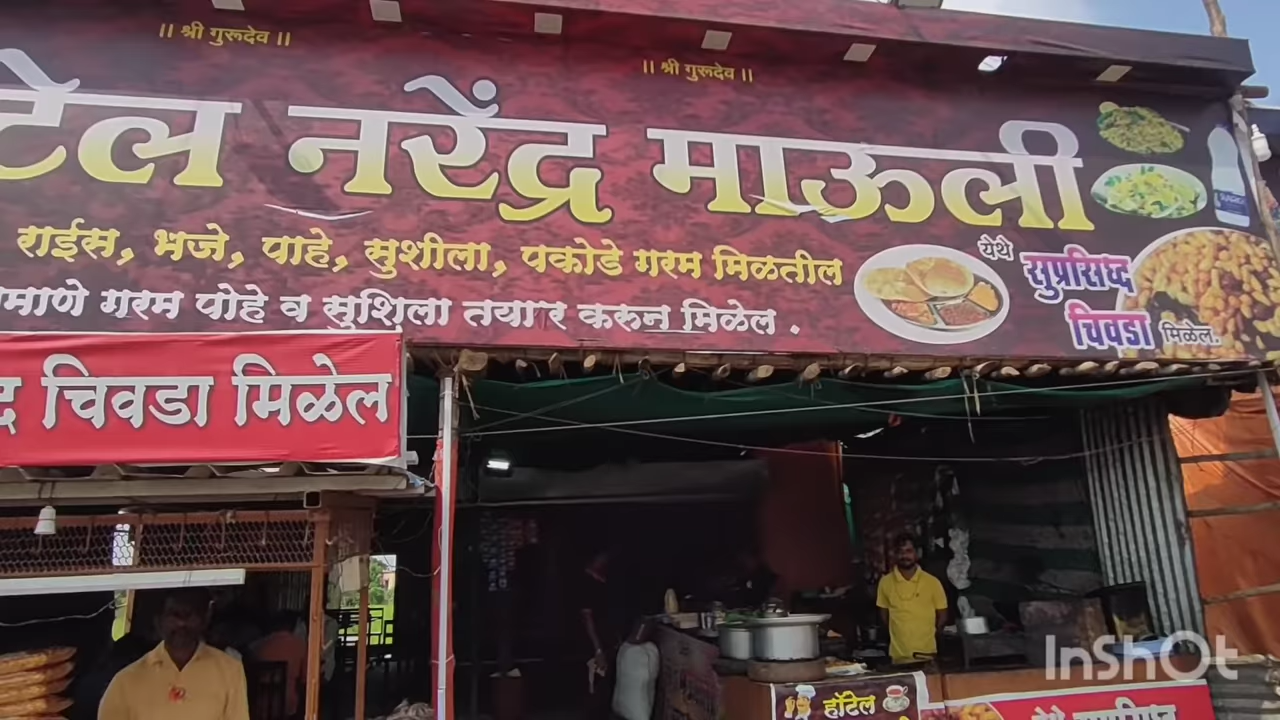 ॥ श्री गुरूदेव ॥ ॥ श्री गुरूदेव ॥
टेल नरेंद्र माऊली
राईस, भजे, पाहे, सुशीला, पकोडे गरम मिळतील
माणे गरम पोहे व सुशिला तयार करुन मिळेल .
येथे सुप्रसिध्द
चिवडा मिळेल.
द चिवडा मिळेल
हॉटेल
InShOt